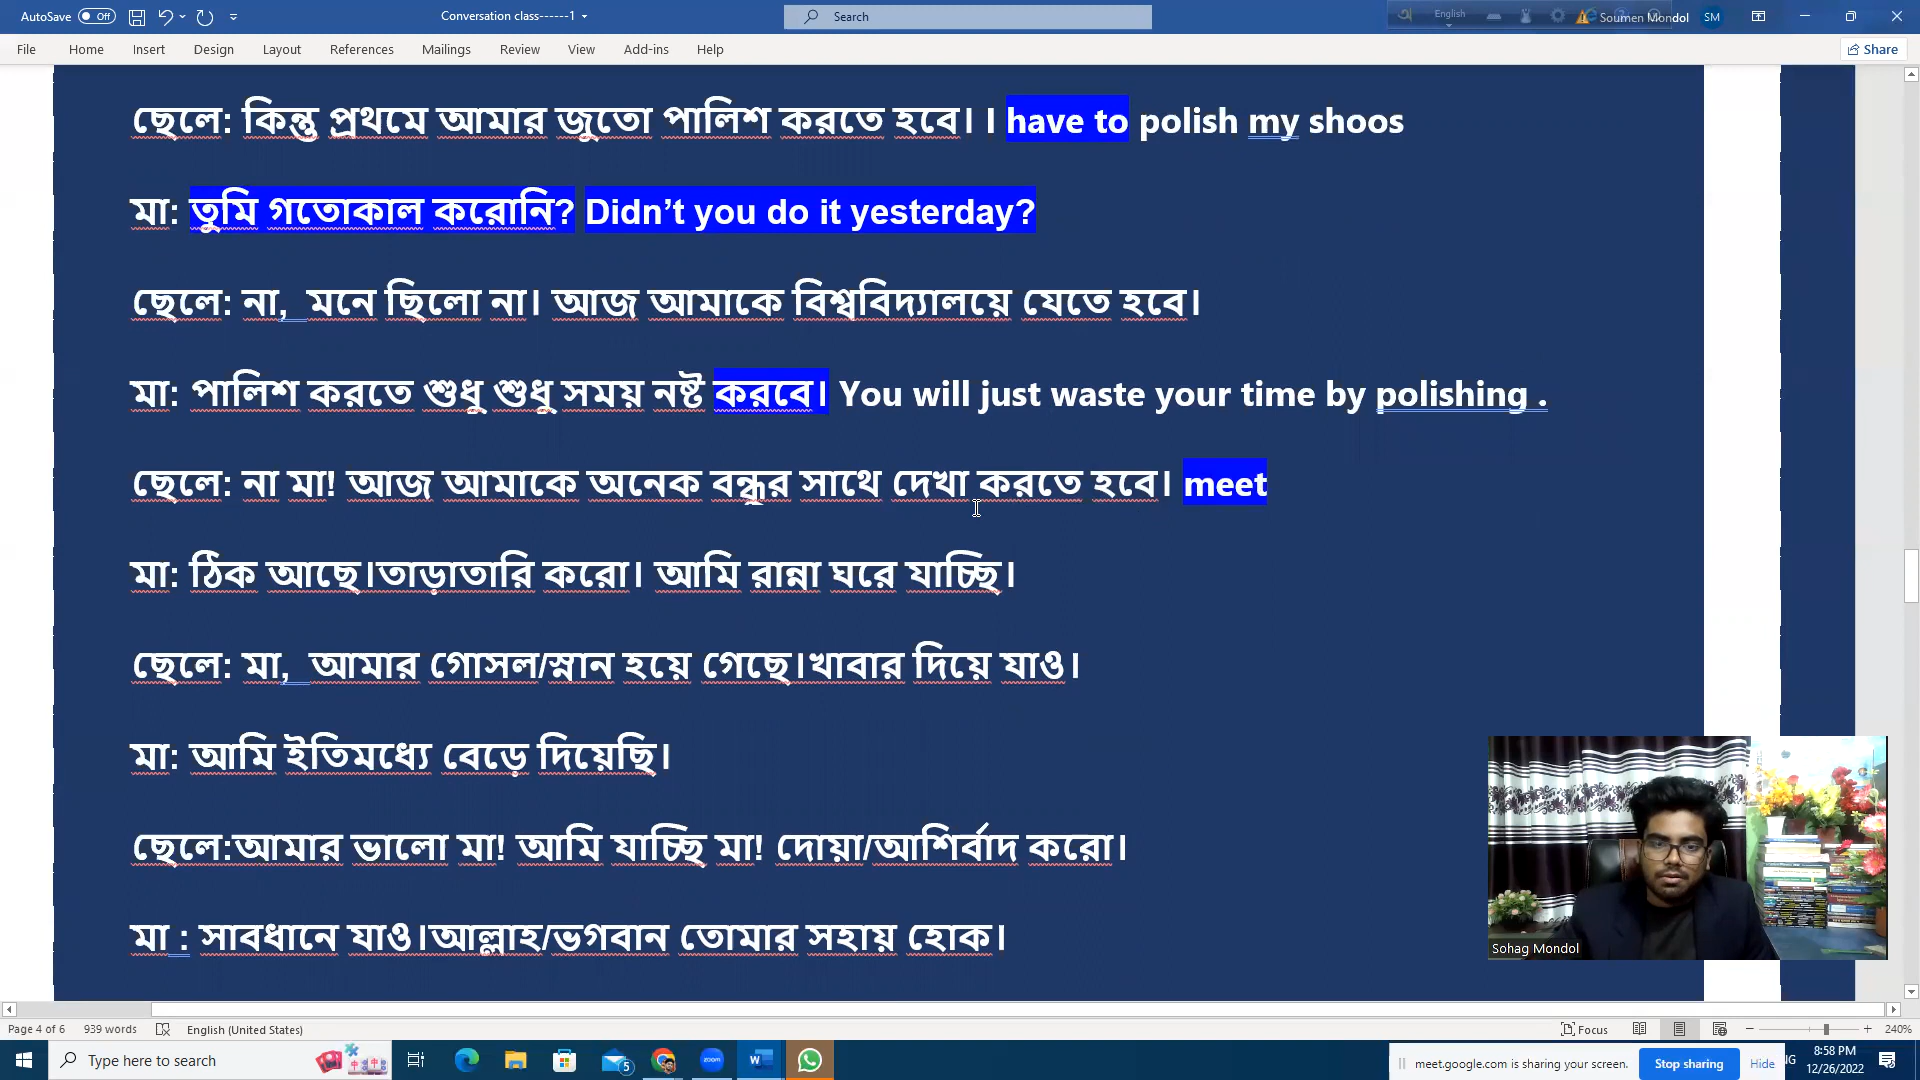 AutoSave Off Conversation class------1 Search English Soumen Mondol SM
File Home Insert Design Layout References Mailings Review View Add-ins Help Share
ছেলে: কিন্তু প্রথমে আমার জুতো পালিশ করতে হবে। I have to polish my shoos
মা: তুমি গতোকাল করোনি? Didn’t you do it yesterday?
ছেলে: না, মনে ছিলো না। আজ আমাকে বিশ্ববিদ্যালয়ে যেতে হবে।
মা: পালিশ করতে শুধু শুধু সময় নষ্ট করবে। You will just waste your time by polishing .
ছেলে: না মা! আজ আমাকে অনেক বন্ধুর সাথে দেখা করতে হবে। meet
মা: ঠিক আছে।তাড়াতারি করো। আমি রান্না ঘরে যাচ্ছি।
ছেলে: মা, আমার গোসল/স্নান হয়ে গেছে।খাবার দিয়ে যাও।
মা: আমি ইতিমধ্যে বেড়ে দিয়েছি।
ছেলে:আমার ভালো মা! আমি যাচ্ছি মা! দোয়া/আশির্বাদ করো।
মা : সাবধানে যাও।আল্লাহ/ভগবান তোমার সহায় হোক।
Sohag Mondol
Page 4 of 6 939 words English (United States) Focus 240%
Type here to search 5 zoom W meet.google.com is sharing your screen. Stop sharing Hide NG 8:58 PM
12/26/2022